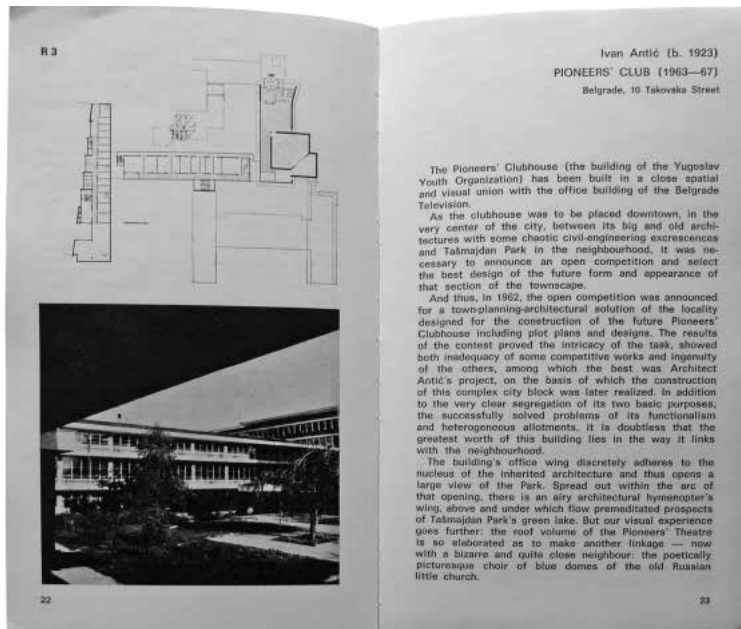 R 3
22
Ivan Antić (b. 1923)
PIONEERS' CLUB (1963—67)
Belgrade, 10 Takovska Street
The Pioneers' Clubhouse (the building of the Yugoslav
Youth Organization) has been built in a close spatial
and visual union with the office building of the Belgrade
Television.
As the clubhouse was to be placed downtown, in the
very center of the city, between its big and old archi-
tectures with some chaotic civil-engineering excrescences
and Tašmajdan Park in the neighbourhood, it was ne-
cessary to announce an open competition and select
the best design of the future form and appearance of
that section of the townscape.
And thus, in 1962, the open competition was announced
for a town-planning-architectural solution of the locality
designed for the construction of the future Pioneers'
Clubhouse including plot plans and designs. The results
of the contest proved the intricacy of the task, showed
both inadequacy of some competitive works and ingenuity
of the others, among which the best was Architect
Antić's project, on the basis of which the construction
of this complex city block was later realized. In addition
to the very clear segregation of its two basic purposes,
the successfully solved problems of its functionalism
and heterogeneous allotments, it is doubtless that the
greatest worth of this building lies in the way it links
with the neighbourhood.
The building's office wing discretely adheres to the
nucleus of the inherited architecture and thus opens a
large view of the Park. Spread out within the arc of
that opening, there is an airy architectural hymenopter's
wing, above and under which flow premeditated prospects
of Tašmajdan Park's green lake. But our visual experience
goes further: the roof volume of the Pioneers' Theatre
is so elaborated as to make another linkage — now
with a bizarre and quite close neighbour: the poetically
picturesque choir of blue domes of the old Russian
little church.
23